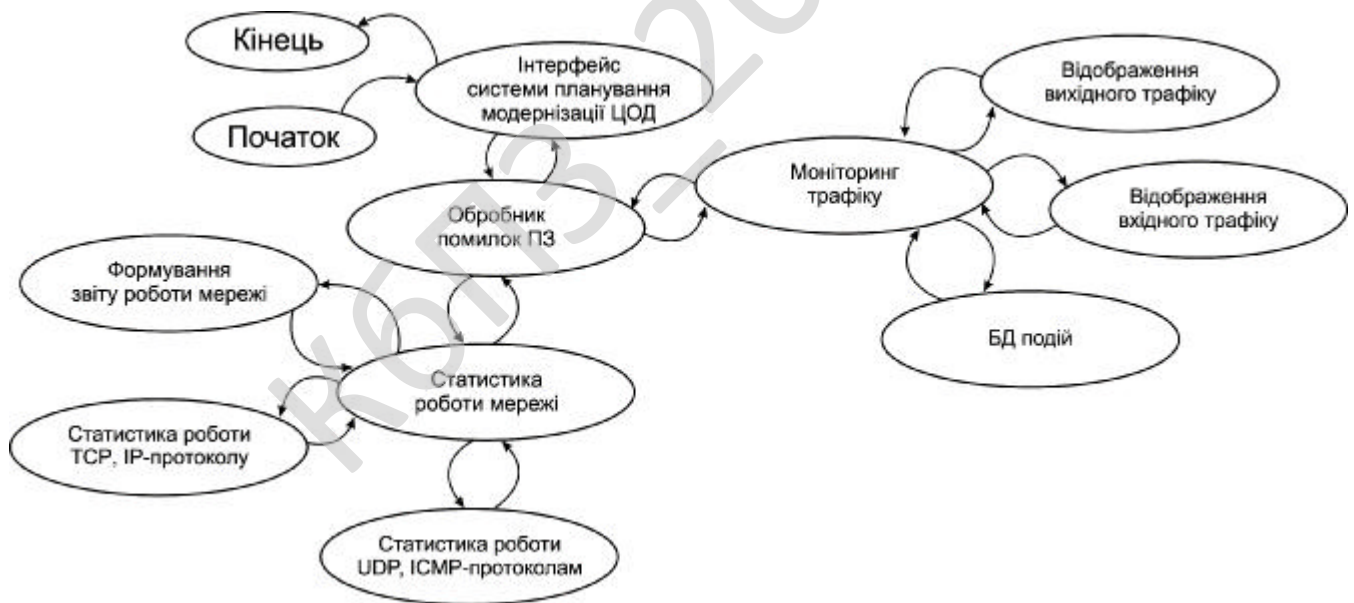 Кінець
Початок
Інтерфейс
системи планування
модернізації ЦОД
Обробник
помилок ПЗ
Моніторинг
трафіку
Відображення
вихідного трафіку
Відображення
вхідного трафіку
БД подій
Формування
звіту роботи мережі
Статистика
роботи мережі
Статистика роботи
TCP, IP-протоколу
Статистика роботи
UDP, ICMP-протоколам
КбПЗ_20